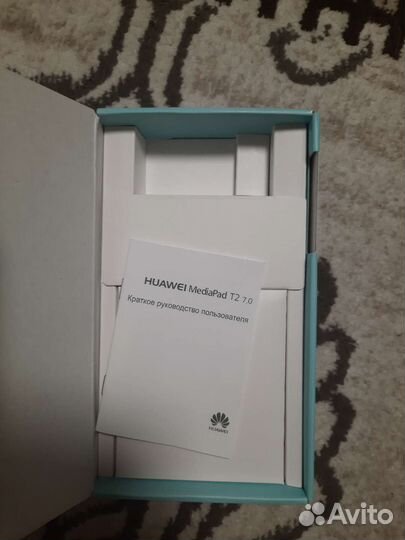 HUAWEI MediaPad T2 7.0
Краткое руководство пользователя
HUAWEI
Avito